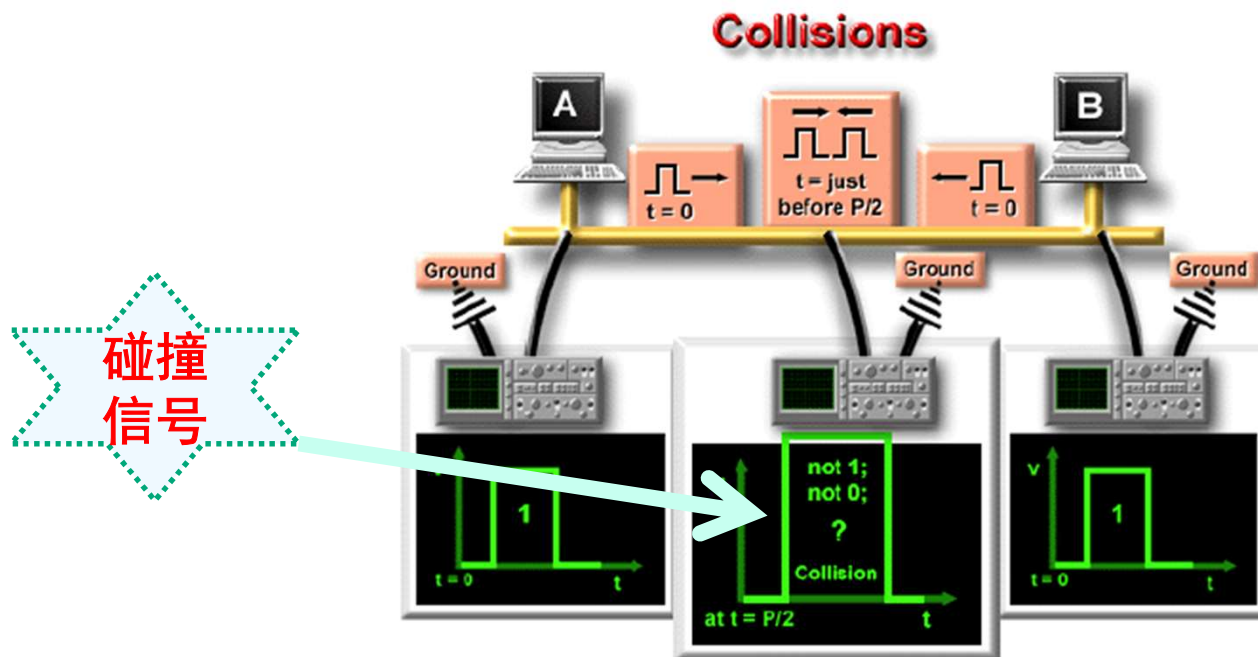 Collisions
A
B
t = just
before P/2
t = 0
t = 0
Ground
Ground
Ground
碰撞
信号
v
1
t = 0
t
not 1;
not 0;
?
Collision
at t = P/2
t
v
1
t = 0
t